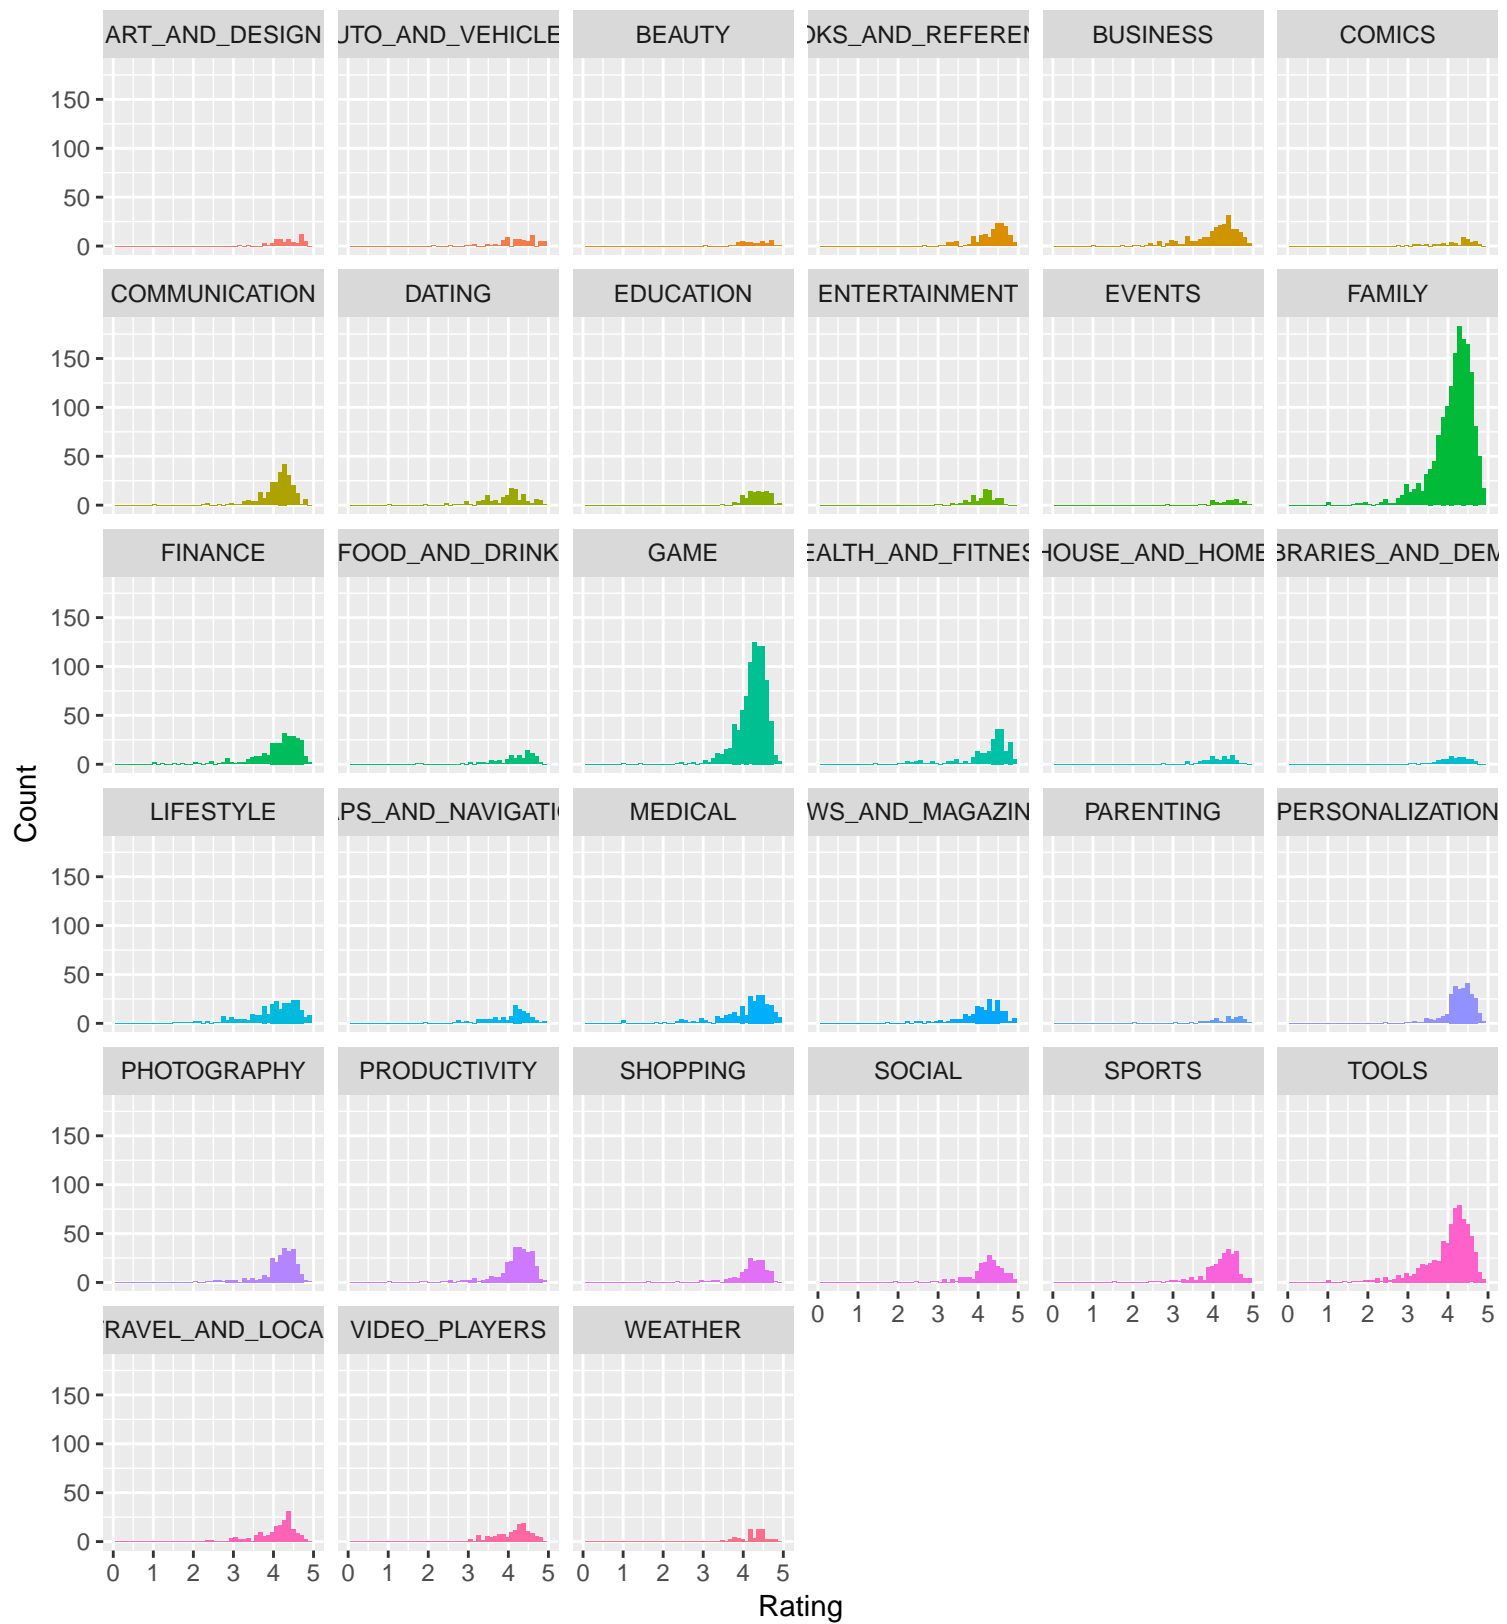 ART_AND_DESIGN UTO_AND_VEHICLE BEAUTY OKS_AND_REFEREN BUSINESS COMICS
150
100
50
0
COMMUNICATION DATING EDUCATION ENTERTAINMENT EVENTS FAMILY
150
100
50
0
FINANCE FOOD_AND_DRINK GAME EALTH_AND_FITNES HOUSE_AND_HOME BRARIES_AND_DEM
150
100
50
0
Count
LIFESTYLE APS_AND_NAVIGATI MEDICAL WS_AND_MAGAZIN PARENTING PERSONALIZATION
150
100
50
0
PHOTOGRAPHY PRODUCTIVITY SHOPPING SOCIAL SPORTS TOOLS
150
100
50
0
0 1 2 3 4 5 0 1 2 3 4 5 0 1 2 3 4 5
RAVEL_AND_LOCA VIDEO_PLAYERS WEATHER
150
100
50
0
0 1 2 3 4 5 0 1 2 3 4 5 0 1 2 3 4 5
Rating